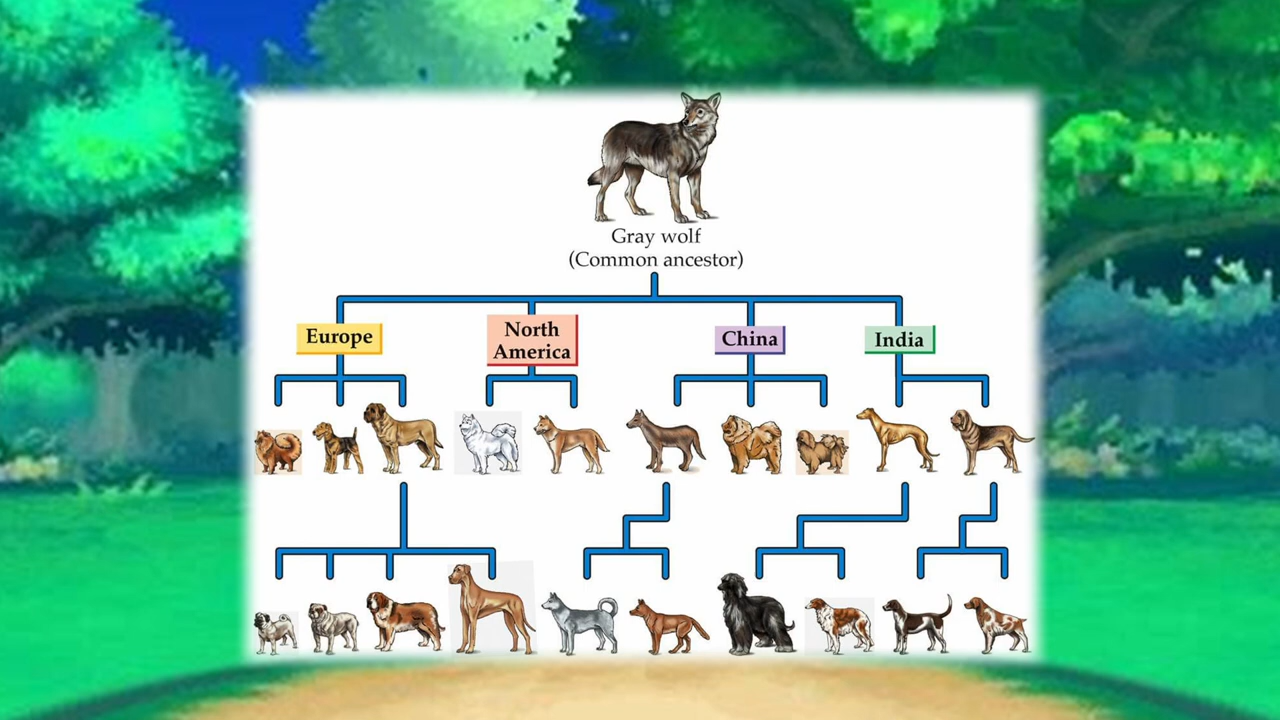 Gray wolf
(Common ancestor)
Europe
North
America
China
India